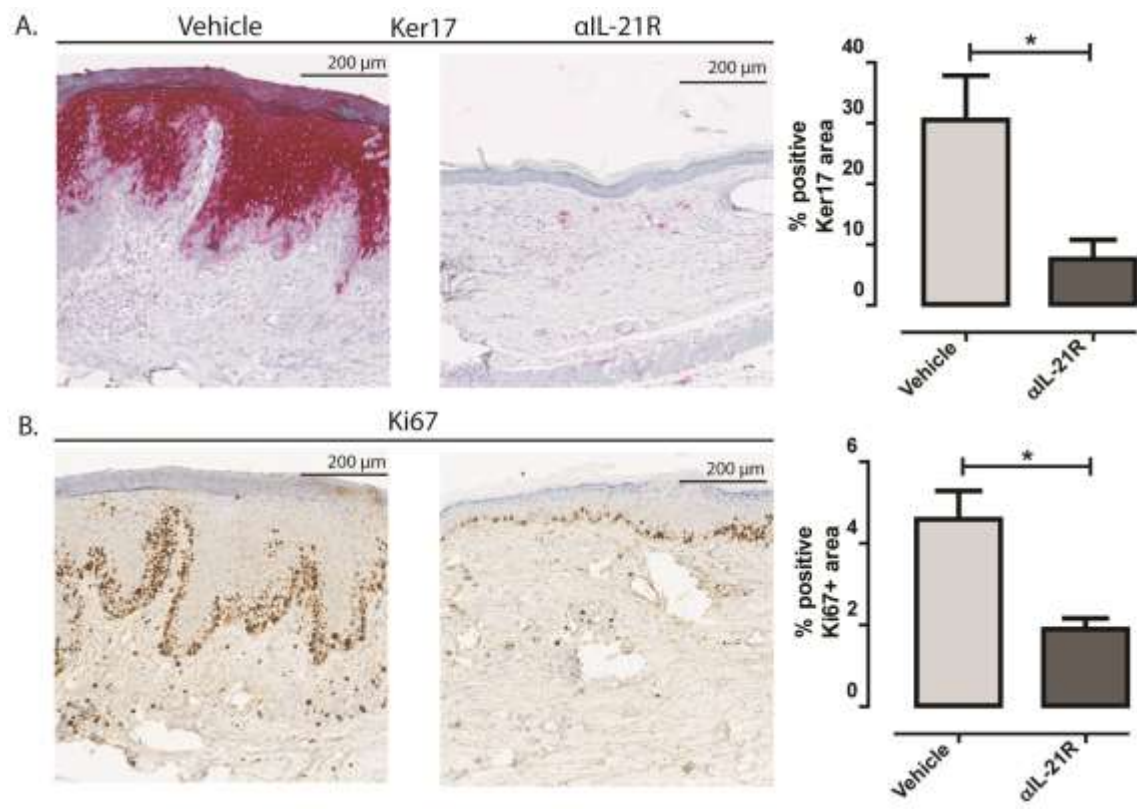 A. Vehicle Ker17 αIL-21R
200 µm
200 µm
% positive
Ker17 area
40
30
20
10
0
*
Vehicle
αIL-21R
B. Ki67
200 µm
200 µm
% positive
Ki67+ area
6
4
2
0
*
Vehicle
αIL-21R